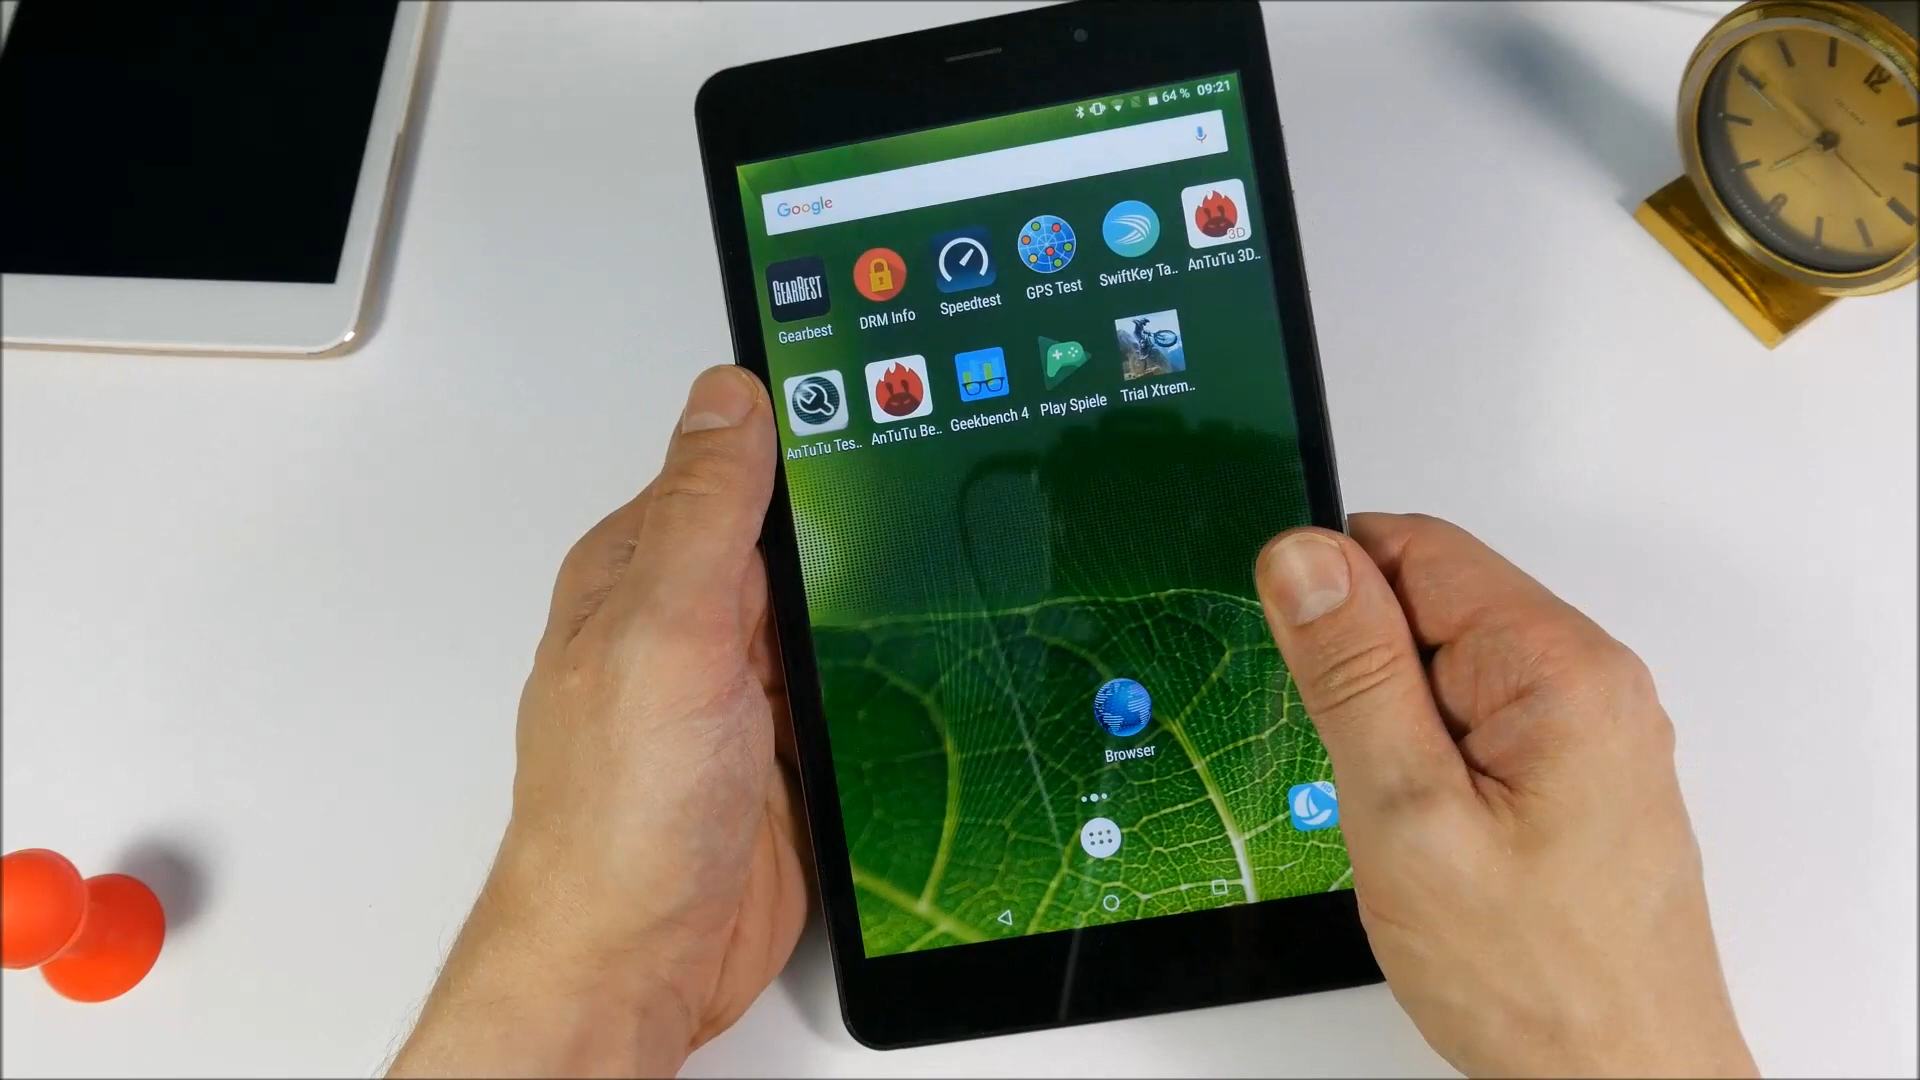 64 % 09:21
Google
GEARBEST
3D
Gearbest
DRM Info
Speedtest
GPS Test
SwiftKey Ta..
AnTuTu 3D..
AnTuTu Tes..
AnTuTu Be..
Geekbench 4
Play Spiele
Trial Xtrem..
Browser
12